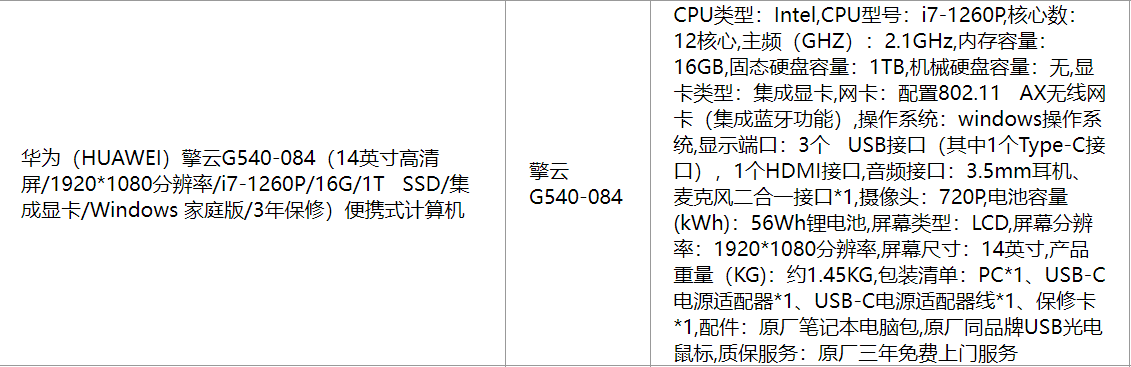 华为（HUAWEI）擎云G540-084（14英寸高清
屏/1920*1080分辨率/i7-1260P/16G/1T　SSD/集
成显卡/Windows 家庭版/3年保修）便携式计算机
擎云
G540-084
CPU类型：Intel,CPU型号：i7-1260P,核心数：
12核心,主频（GHZ）：2.1GHz,内存容量：
16GB,固态硬盘容量：1TB,机械硬盘容量：无,显
卡类型：集成显卡,网卡：配置802.11　AX无线网
卡（集成蓝牙功能）,操作系统：windows操作系
统,显示端口：3个　USB接口（其中1个Type-C接
口），1个HDMI接口,音频接口：3.5mm耳机、
麦克风二合一接口*1,摄像头：720P,电池容量
(kWh)：56Wh锂电池,屏幕类型：LCD,屏幕分辨
率：1920*1080分辨率,屏幕尺寸：14英寸,产品
重量（KG)：约1.45KG,包装清单：PC*1、USB-C
电源适配器*1、USB-C电源适配器线*1、保修卡
*1,配件：原厂笔记本电脑包,原厂同品牌USB光电
鼠标,质保服务：原厂三年免费上门服务